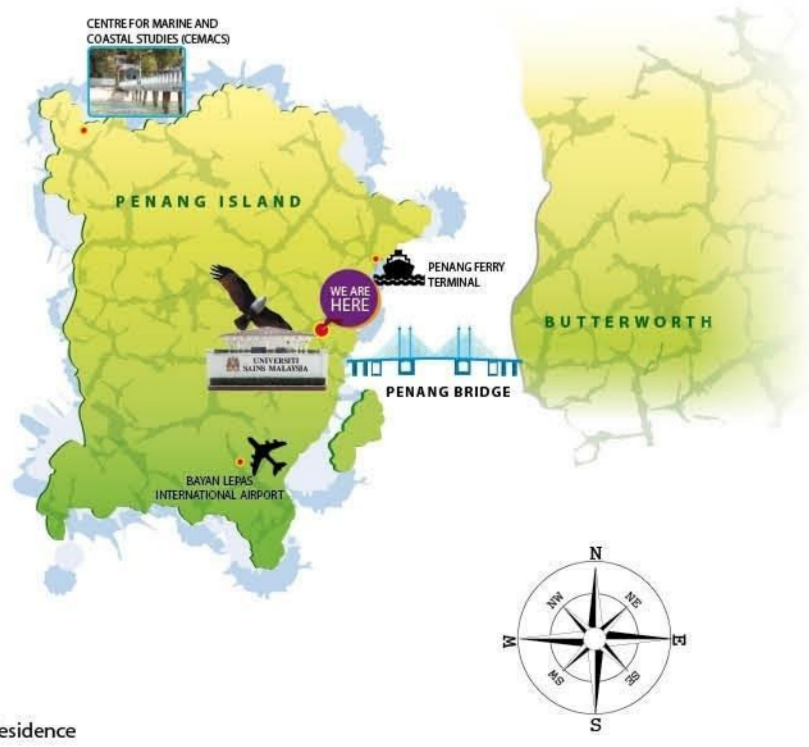 CENTRE FOR MARINE AND
COASTAL STUDIES (CEMACS)
PENANG ISLAND
WE ARE
HERE
PENANG FERRY
TERMINAL
BUTTERWORTH
UNIVERSITI
SAINS MALAYSIA
PENANG BRIDGE
BAYAN LEPAS
INTERNATIONAL AIRPORT
N
NW
NE
W
E
SW
SE
S
esidence